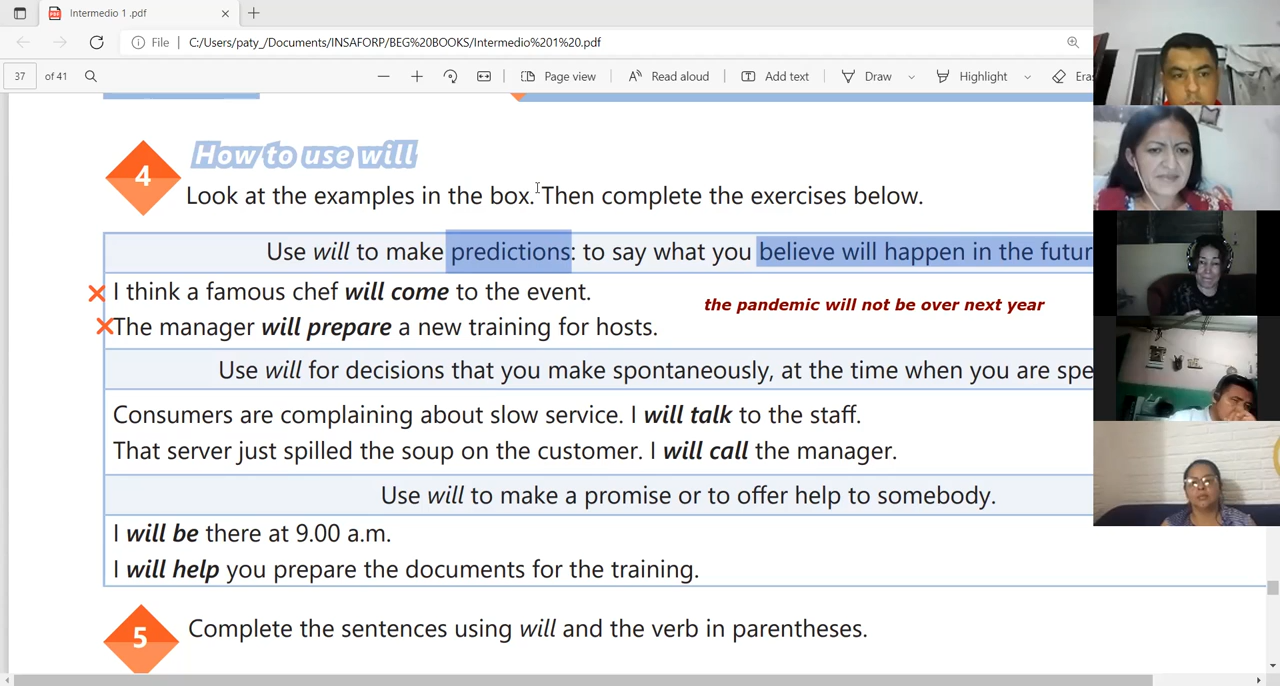 Intermedio 1 .pdf
File
C:/Users/paty_/Documents/INSAFORP/BEG%20BOOKS/Intermedio%201%20.pdf
37 of 41
Page view
Read aloud
Add text
Draw
Highlight
Eras
4 How to use will
Look at the examples in the box. Then complete the exercises below.
Use will to make predictions: to say what you believe will happen in the futur
I think a famous chef will come to the event.
the pandemic will not be over next year
The manager will prepare a new training for hosts.
Use will for decisions that you make spontaneously, at the time when you are spe
Consumers are complaining about slow service. I will talk to the staff.
That server just spilled the soup on the customer. I will call the manager.
Use will to make a promise or to offer help to somebody.
I will be there at 9.00 a.m.
I will help you prepare the documents for the training.
5 Complete the sentences using will and the verb in parentheses.